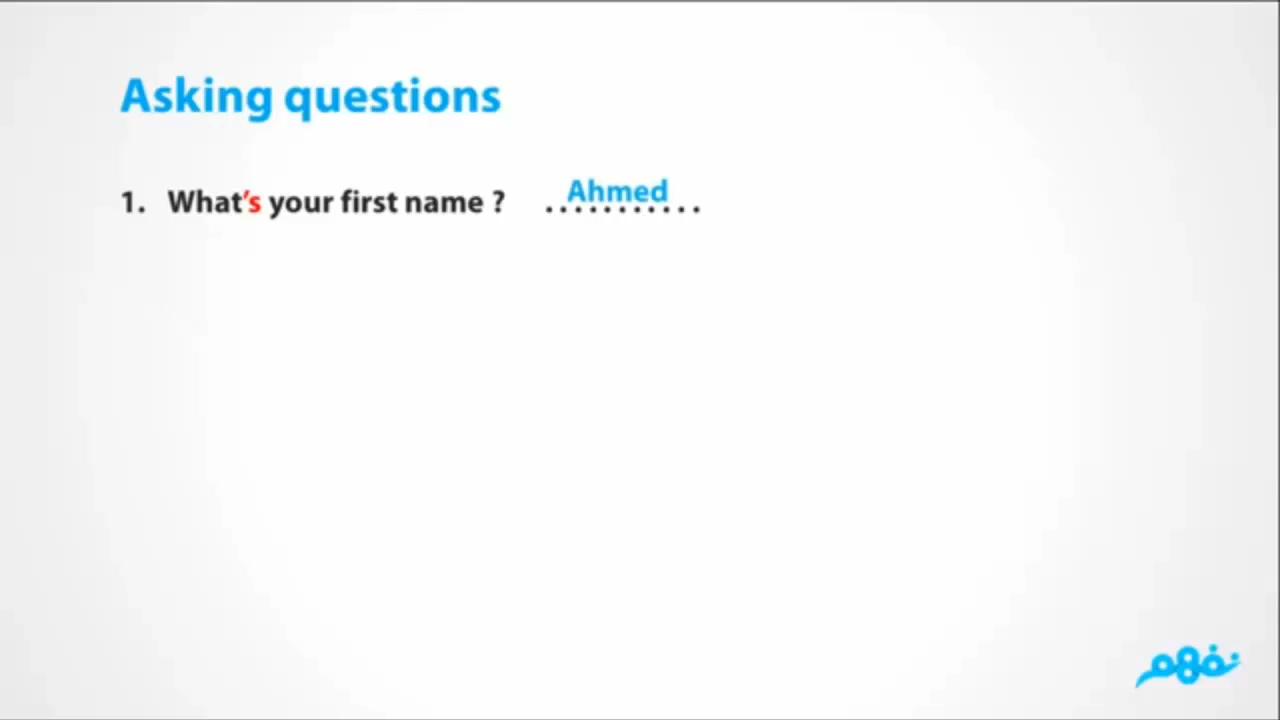 Asking questions
1. What's your first name ? ...........
Ahmed
نفهم